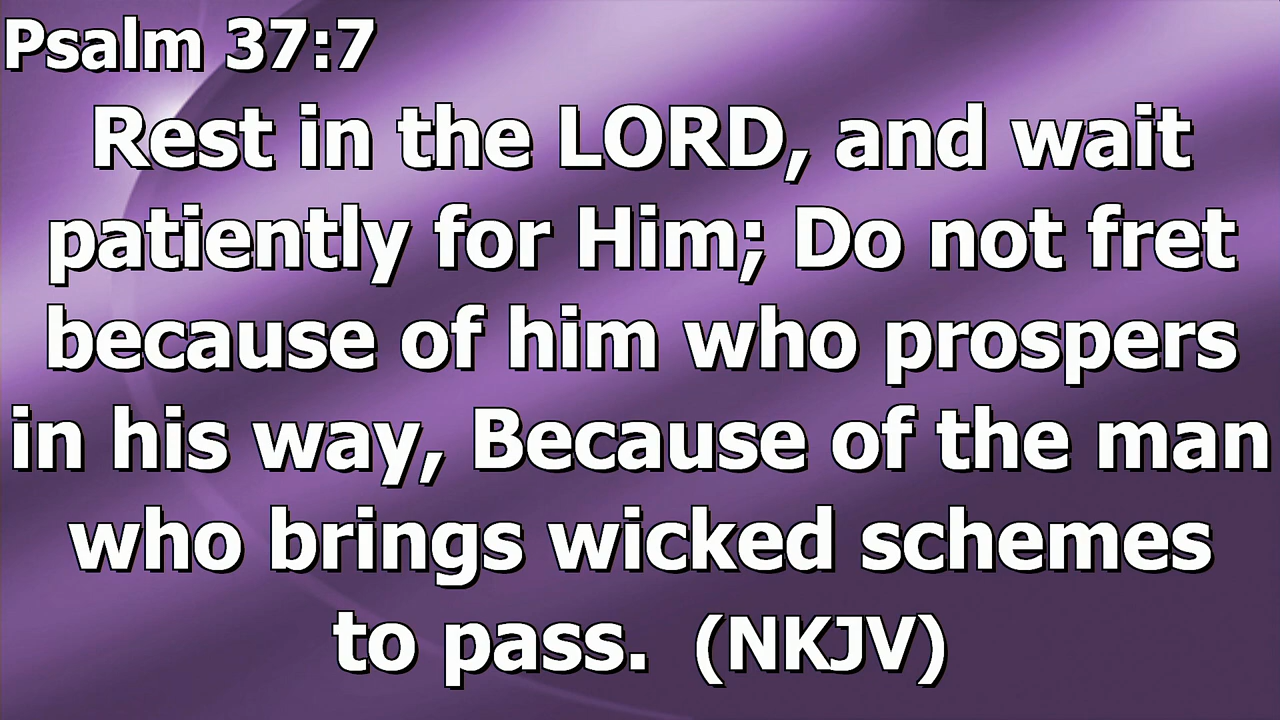 Psalm 37:7
Rest in the LORD, and wait
patiently for Him; Do not fret
because of him who prospers
in his way, Because of the man
who brings wicked schemes
to pass.  (NKJV)